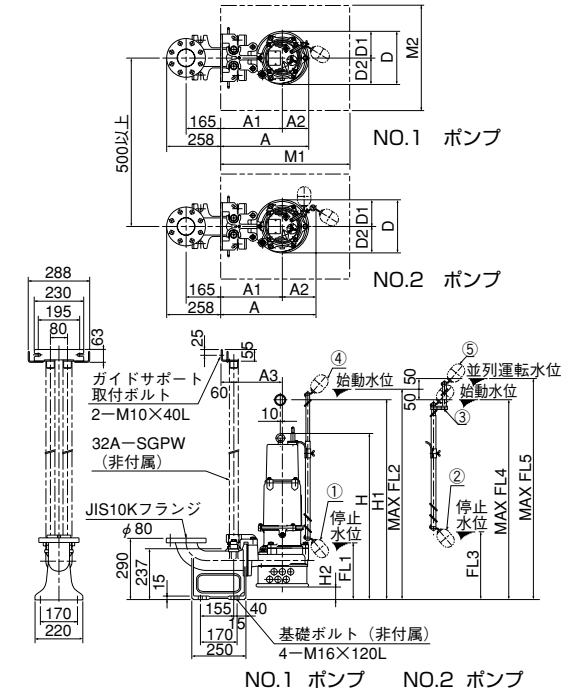 D2 D1
D
M2
165
A1
A2
258
A
M1
NO.1 ポンプ
500以上
D2 D1
D
165
A1
A2
258
A
NO.2 ポンプ
288
230
195
80
63
25
55
ガイドサポート
取付ボルト
2−M10×40L
60
A3
10
32A−SGPW
(非付属)
④
始動水位
⑤
並列運転水位
50
50
始動水位
③
①
停止
水位
②
停止
水位
H
H1
H2
FL1
MAX FL2
FL3
MAX FL4
MAX FL5
JIS10Kフランジ
φ80
290
237
15
155
40
15
170
250
170
220
基礎ボルト(非付属)
4−M16×120L
NO.1 ポンプ
NO.2 ポンプ